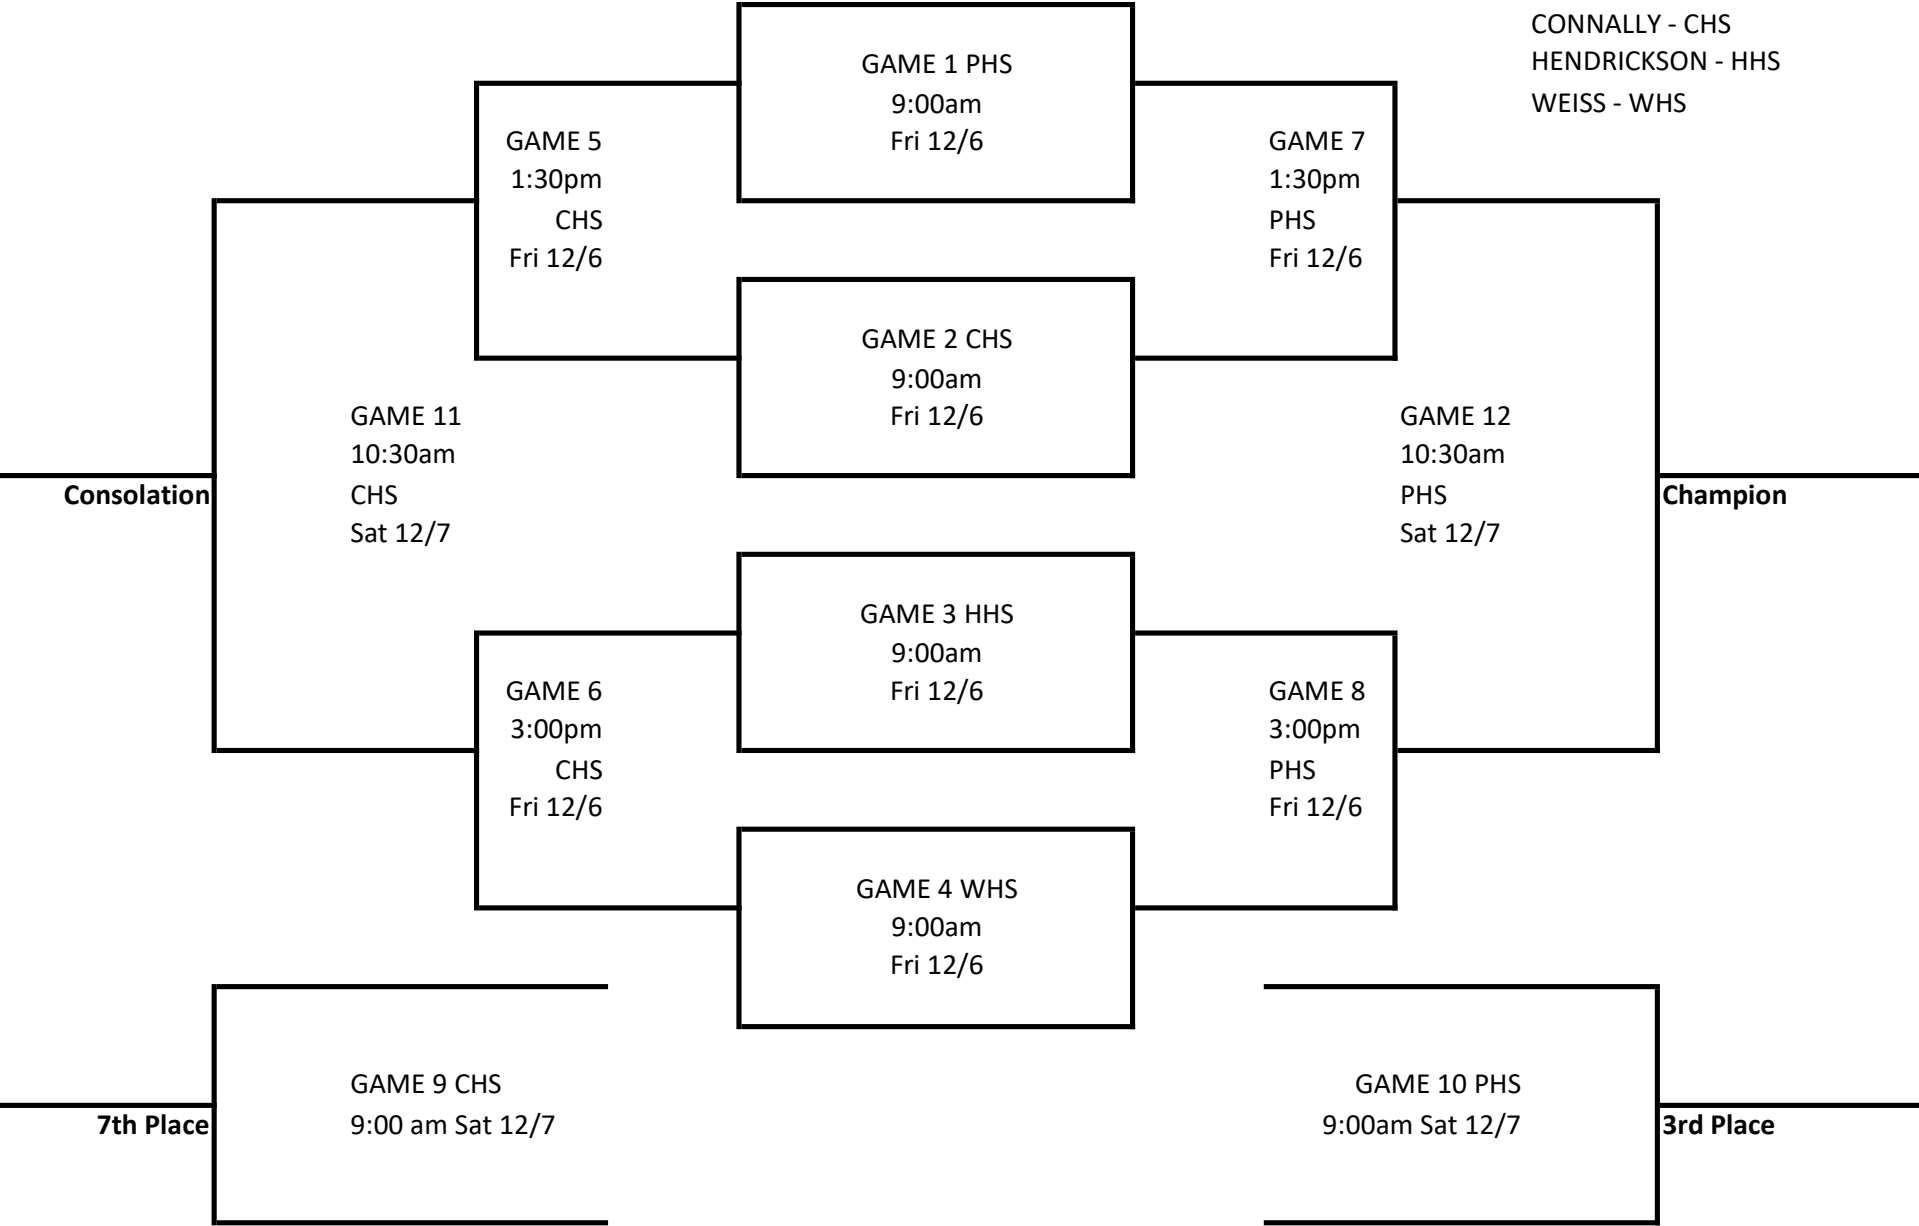 CONNALLY - CHS
HENDRICKSON - HHS
WEISS - WHS
GAME 1 PHS
9:00am
Fri 12/6
GAME 5
1:30pm
CHS
Fri 12/6
GAME 7
1:30pm
PHS
Fri 12/6
GAME 2 CHS
9:00am
Fri 12/6
GAME 11
10:30am
CHS
Sat 12/7
GAME 12
10:30am
PHS
Sat 12/7
Consolation
Champion
GAME 3 HHS
9:00am
Fri 12/6
GAME 6
3:00pm
CHS
Fri 12/6
GAME 8
3:00pm
PHS
Fri 12/6
GAME 4 WHS
9:00am
Fri 12/6
GAME 9 CHS
9:00 am Sat 12/7
7th Place
GAME 10 PHS
9:00am Sat 12/7
3rd Place